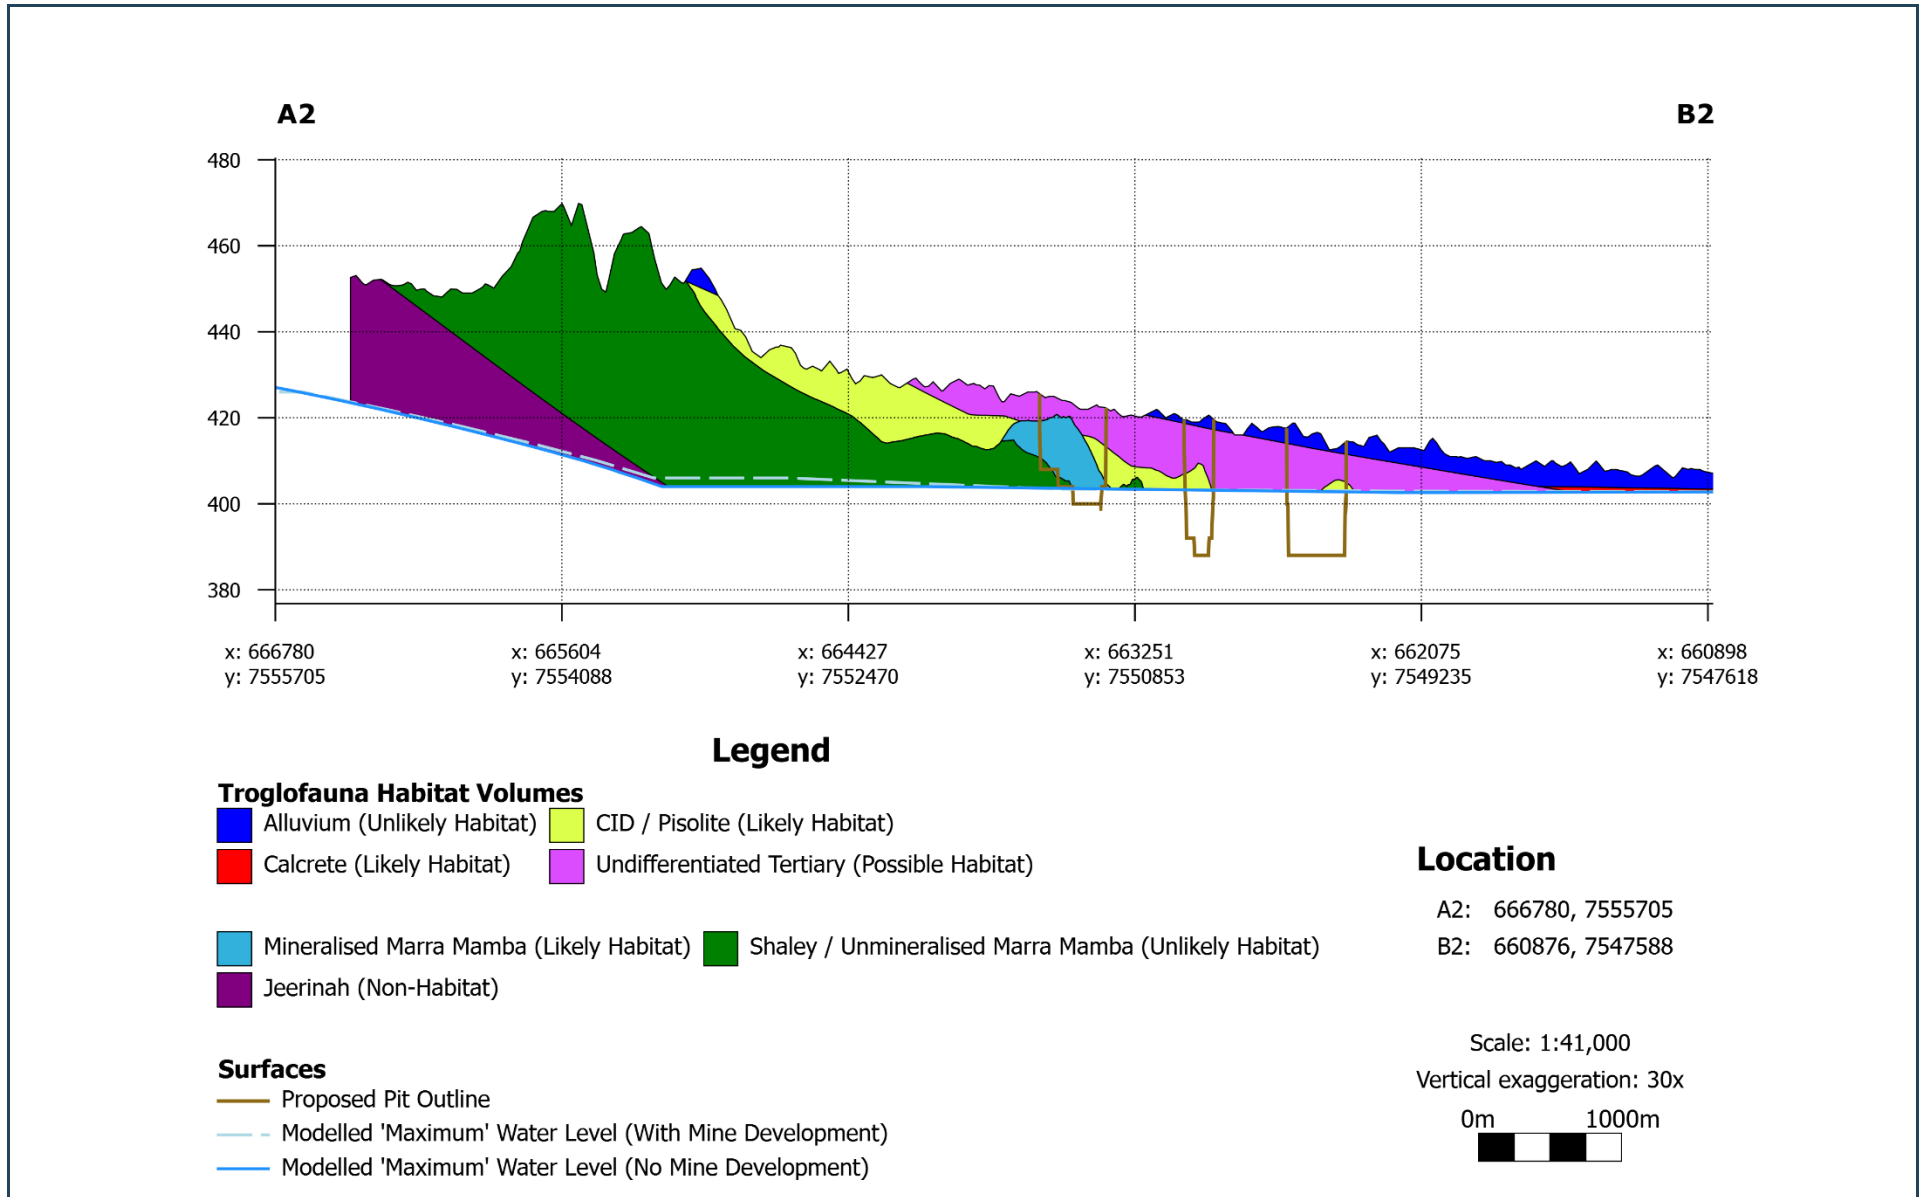 A2 B2
480
460
440
420
400
380
x: 666780 x: 665604 x: 664427 x: 663251 x: 662075 x: 660898
y: 7555705 y: 7554088 y: 7552470 y: 7550853 y: 7549235 y: 7547618
Legend
Troglofauna Habitat Volumes
Alluvium (Unlikely Habitat) CID / Pisolite (Likely Habitat)
Calcrete (Likely Habitat) Undifferentiated Tertiary (Possible Habitat)
Mineralised Marra Mamba (Likely Habitat) Shaley / Unmineralised Marra Mamba (Unlikely Habitat)
Jeerinah (Non-Habitat)
Surfaces
Proposed Pit Outline
Modelled 'Maximum' Water Level (With Mine Development)
Modelled 'Maximum' Water Level (No Mine Development)
Location
A2: 666780, 7555705
B2: 660876, 7547588
Scale: 1:41,000
Vertical exaggeration: 30x
0m 1000m